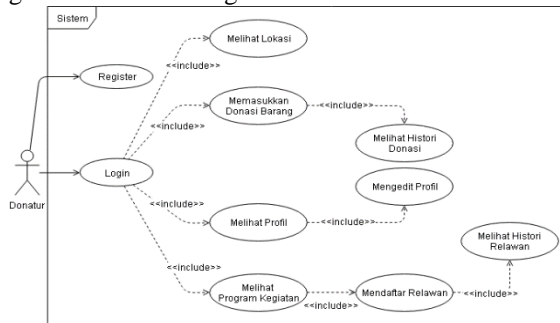 Sistem
Melihat Lokasi
<<include>>
Register
Memasukkan
Donasi Barang
<<include>>
<<include>>
Melihat Histori
Donasi
Login
Donatur
Mengedit Profil
<<include>>
Melihat Profil
<<include>>
Melihat Histori
Relawan
<<include>>
Melihat
Program Kegiatan
<<include>>
Mendaftar Relawan
<<include>>